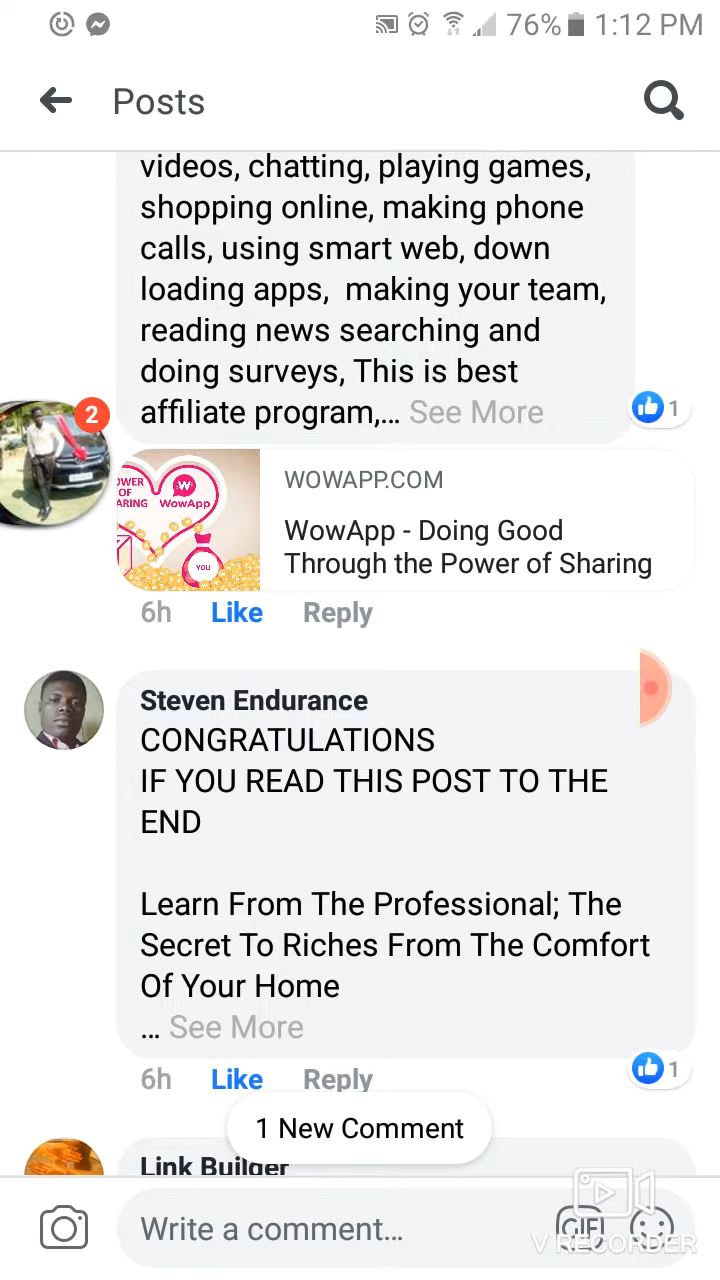 76% 1:12 PM
Posts
videos, chatting, playing games,
shopping online, making phone
calls, using smart web, down
loading apps,  making your team,
reading news searching and
doing surveys, This is best
affiliate program,... See More
1
2
OWER
OF
ARING
WowApp
YOU
WOWAPP.COM
WowApp - Doing Good
Through the Power of Sharing
6h Like Reply
Steven Endurance
CONGRATULATIONS
IF YOU READ THIS POST TO THE
END
Learn From The Professional; The
Secret To Riches From The Comfort
Of Your Home
... See More
6h Like Reply
1
1 New Comment
Link Builder
Write a comment...
GIF
V RECORDER